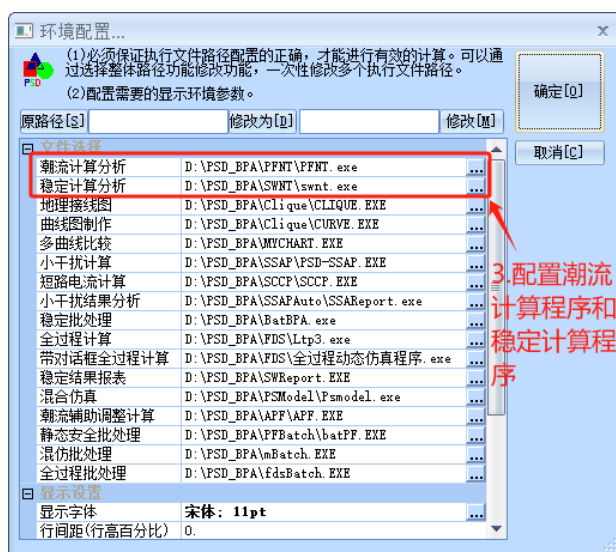 环境配置...
(1)必须保证执行文件路径配置的正确，才能进行有效的计算。可以通
过选择整体路径功能修改功能，一次性修改多个执行文件路径。
(2)配置需要的显示环境参数。
PSD
确定[O]
取消[C]
原路径[S] 修改为[D] 修改[M]
文件选择
潮流计算分析 D:\PSD_BPA\PFNT\PFNT.exe ...
稳定计算分析 D:\PSD_BPA\SWNT\swnt.exe ...
地理接线图 D:\PSD_BPA\Clique\CLIQUE.EXE ...
曲线图制作 D:\PSD_BPA\Clique\CURVE.EXE ...
多曲线比较 D:\PSD_BPA\MYCHART.EXE ...
小干扰计算 D:\PSD_BPA\SSAP\PSD-SSAP.EXE ...
短路电流计算 D:\PSD_BPA\SCCP\SCCP.EXE ...
小干扰结果分析 D:\PSD_BPA\SSAPAuto\SSAReport.exe ...
稳定批处理 D:\PSD_BPA\BatBPA.exe ...
全过程计算 D:\PSD_BPA\FDS\Ltp3.exe ...
带对话框全过程计算 D:\PSD_BPA\FDS\全过程动态仿真程序.exe ...
稳定结果报表 D:\PSD_BPA\SWReport.EXE ...
混合仿真 D:\PSD_BPA\PSModel\Psmodel.exe ...
潮流辅助调整计算 D:\PSD_BPA\APF\APF.EXE ...
静态安全批处理 D:\PSD_BPA\PFBatch\batPF.EXE ...
混仿批处理 D:\PSD_BPA\mBatch.EXE ...
全过程批处理 D:\PSD_BPA\fdsBatch.EXE ...
显示设置
显示字体 宋体: 11pt ...
行间距(行高百分比) 0.
3.配置潮流
计算程序和
稳定计算程
序